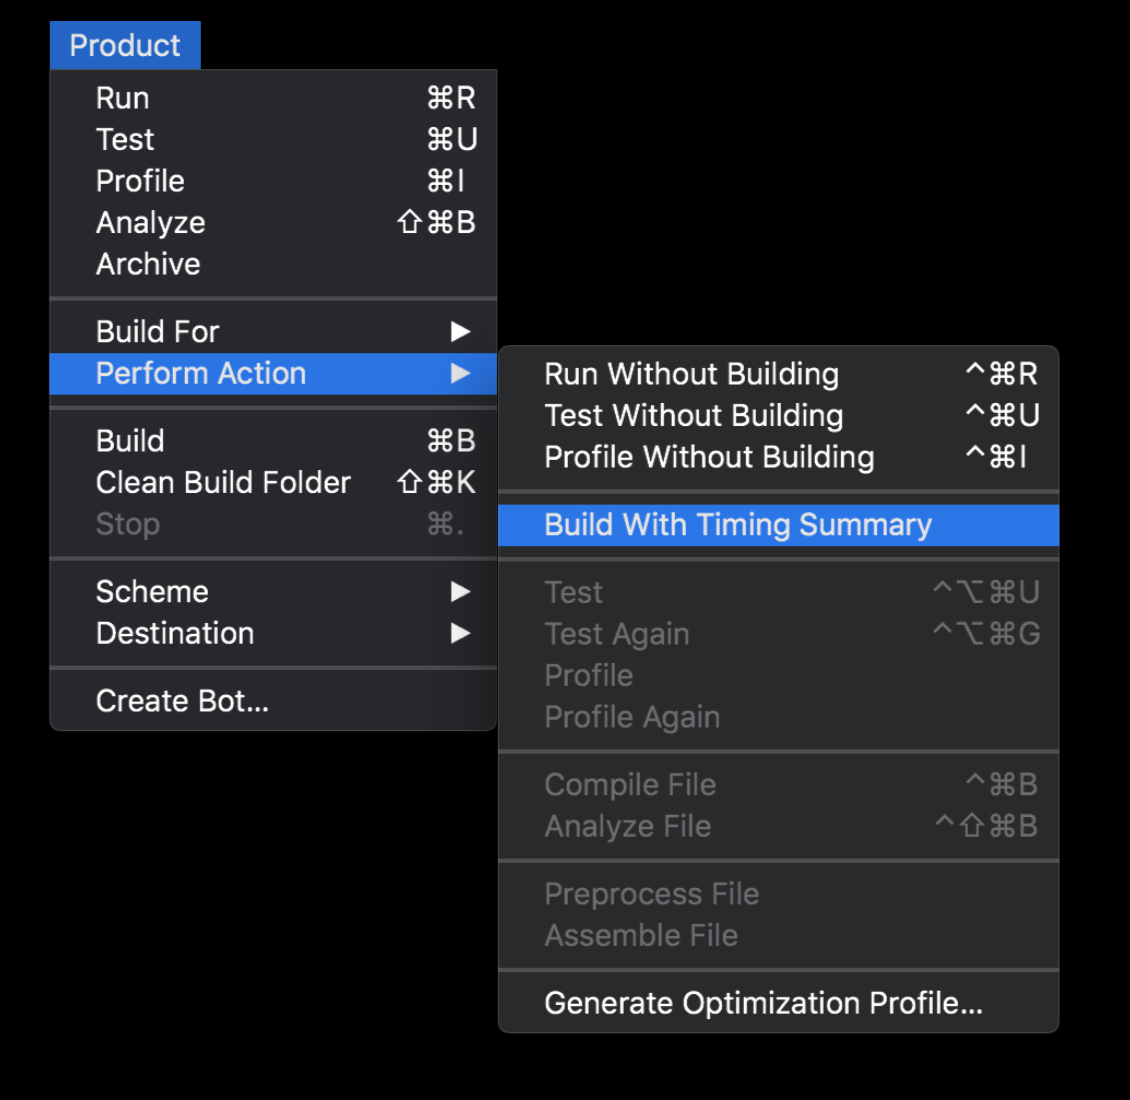 Product
Run ⌘R
Test ⌘U
Profile ⌘I
Analyze ⇧⌘B
Archive
Build For ▶
Perform Action ▶
Build ⌘B
Clean Build Folder ⇧⌘K
Stop ⌘.
Scheme ▶
Destination ▶
Create Bot...
Run Without Building ^⌘R
Test Without Building ^⌘U
Profile Without Building ^⌘I
Build With Timing Summary
Test ^⌥⌘U
Test Again ^⌥⌘G
Profile
Profile Again
Compile File ^⌘B
Analyze File ^⇧⌘B
Preprocess File
Assemble File
Generate Optimization Profile...